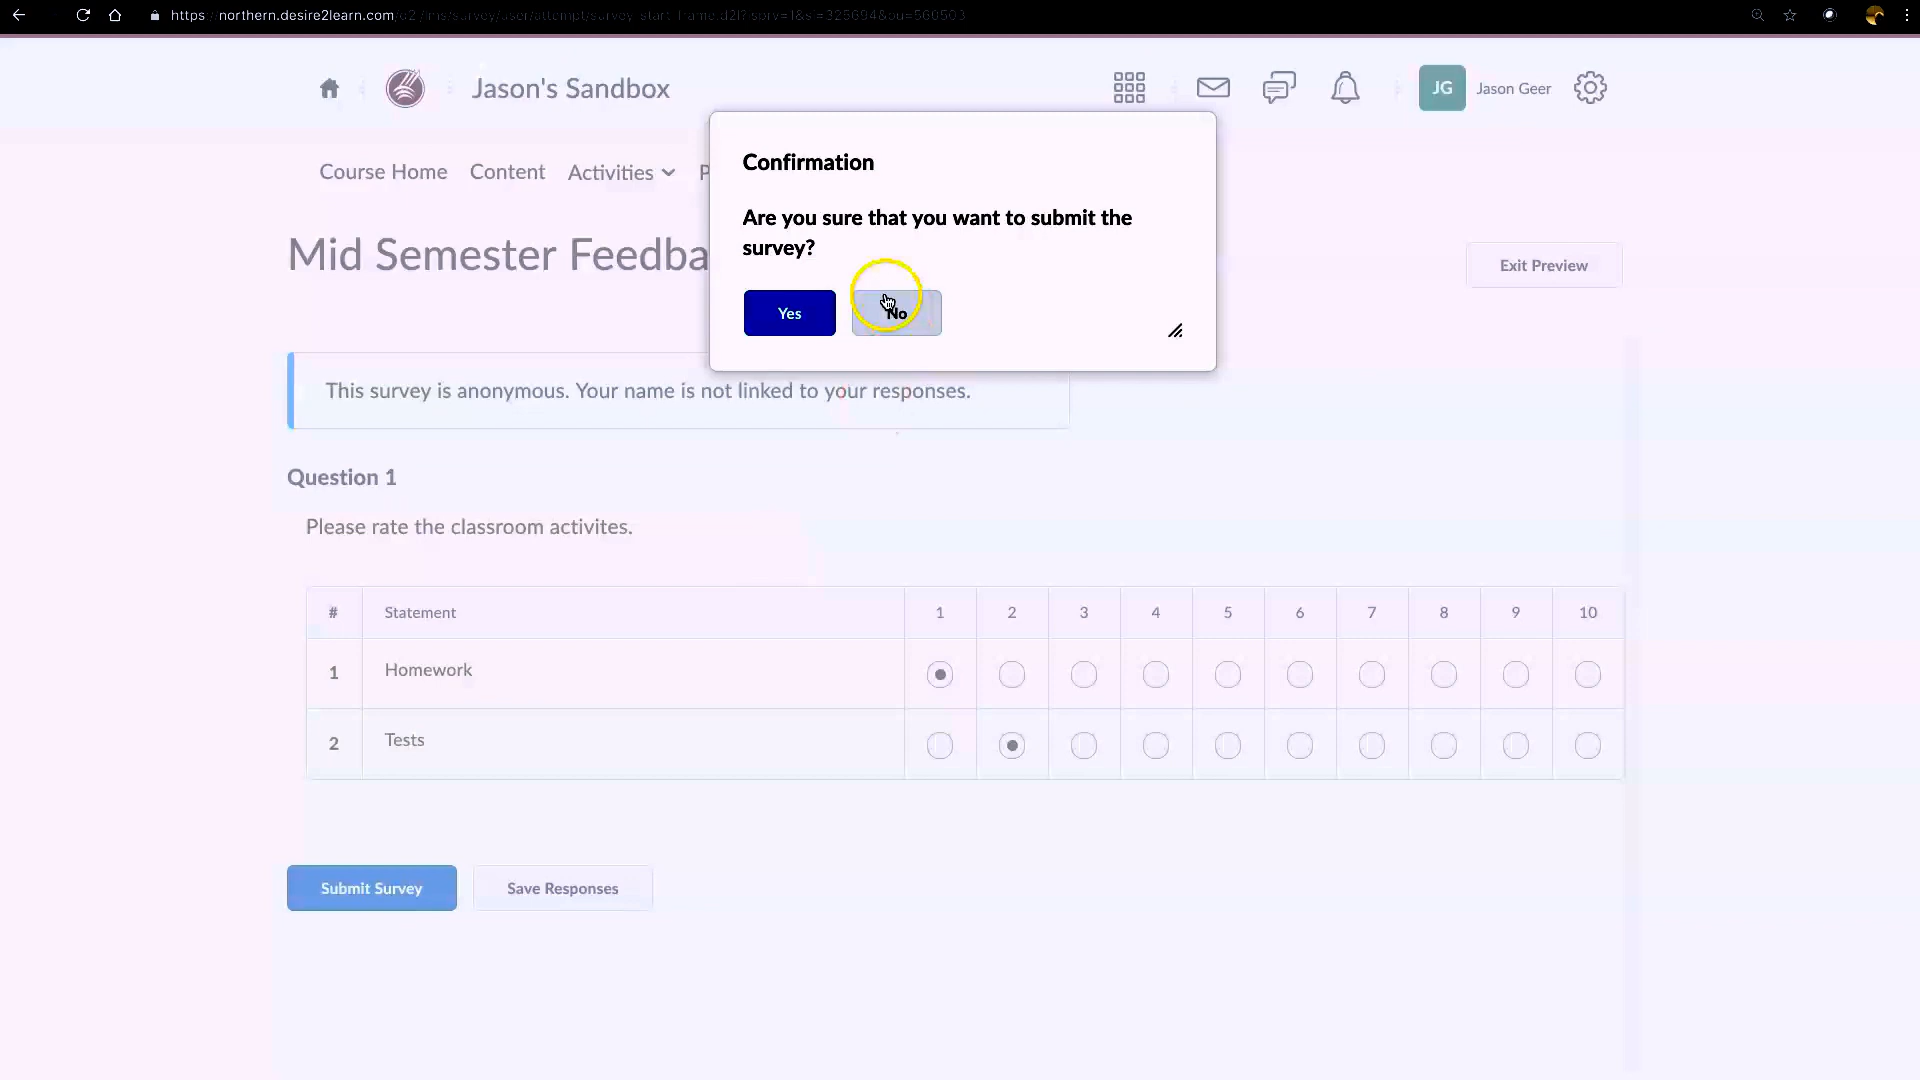 https://northern.desire2learn.com
Jason's Sandbox
JG
Jason Geer
Course Home
Content
Activities
P
Confirmation
Are you sure that you want to submit the
survey?
Yes
No
Mid Semester Feedba
Exit Preview
This survey is anonymous. Your name is not linked to your responses.
Question 1
Please rate the classroom activites.
# Statement 1 2 3 4 5 6 7 8 9 10
1 Homework
2 Tests
Submit Survey
Save Responses